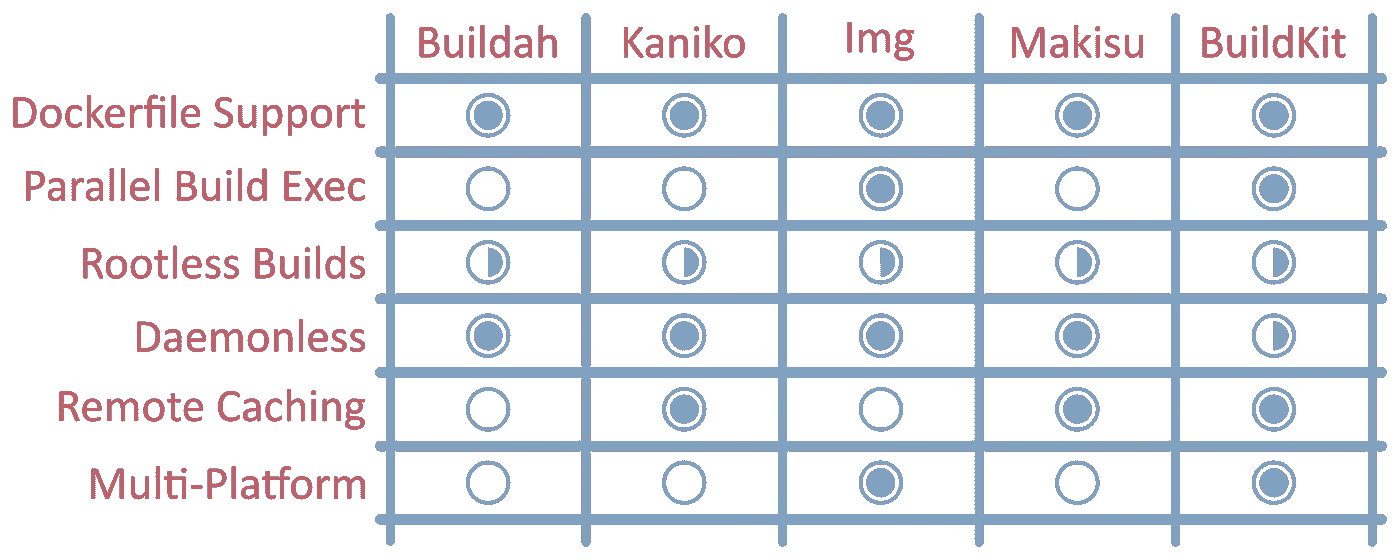 Buildah Kaniko Img Makisu BuildKit
Dockerfile Support
Parallel Build Exec
Rootless Builds
Daemonless
Remote Caching
Multi-Platform